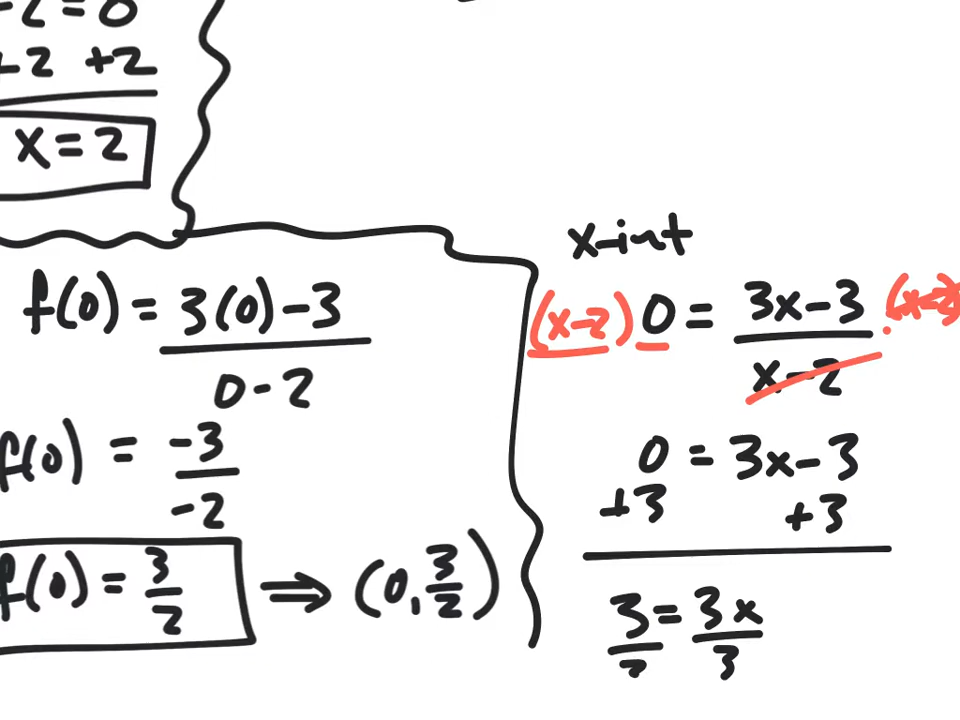 -2 = 0
+2 +2
x = 2
f(0) = 3(0) - 3
0 - 2
f(0) = -3
-2
f(0) = 3/2 ⟹ (0, 3/2)
x-int
(x-2) 0 = 3x - 3 · (x-2)
x - 2
0 = 3x - 3
+3 +3
3 = 3x
3 3